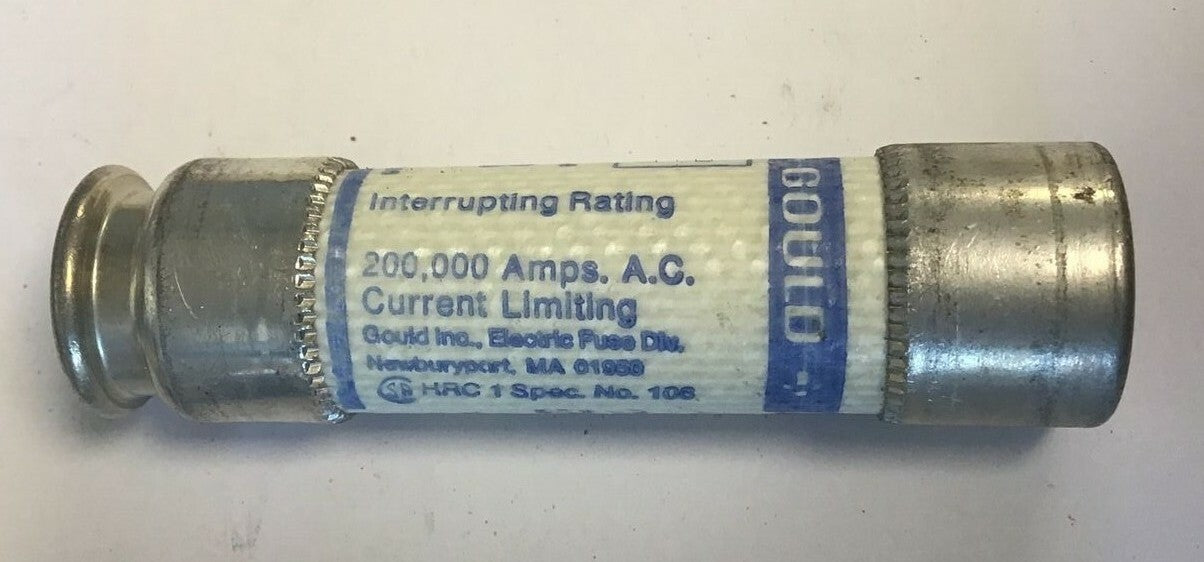 Interrupting Rating
200,000 Amps. A.C.
Current Limiting
Gould Inc., Electric Fuse Div.
Newburyport, MA 01950
HRC 1 Spec. No. 106
GOULD